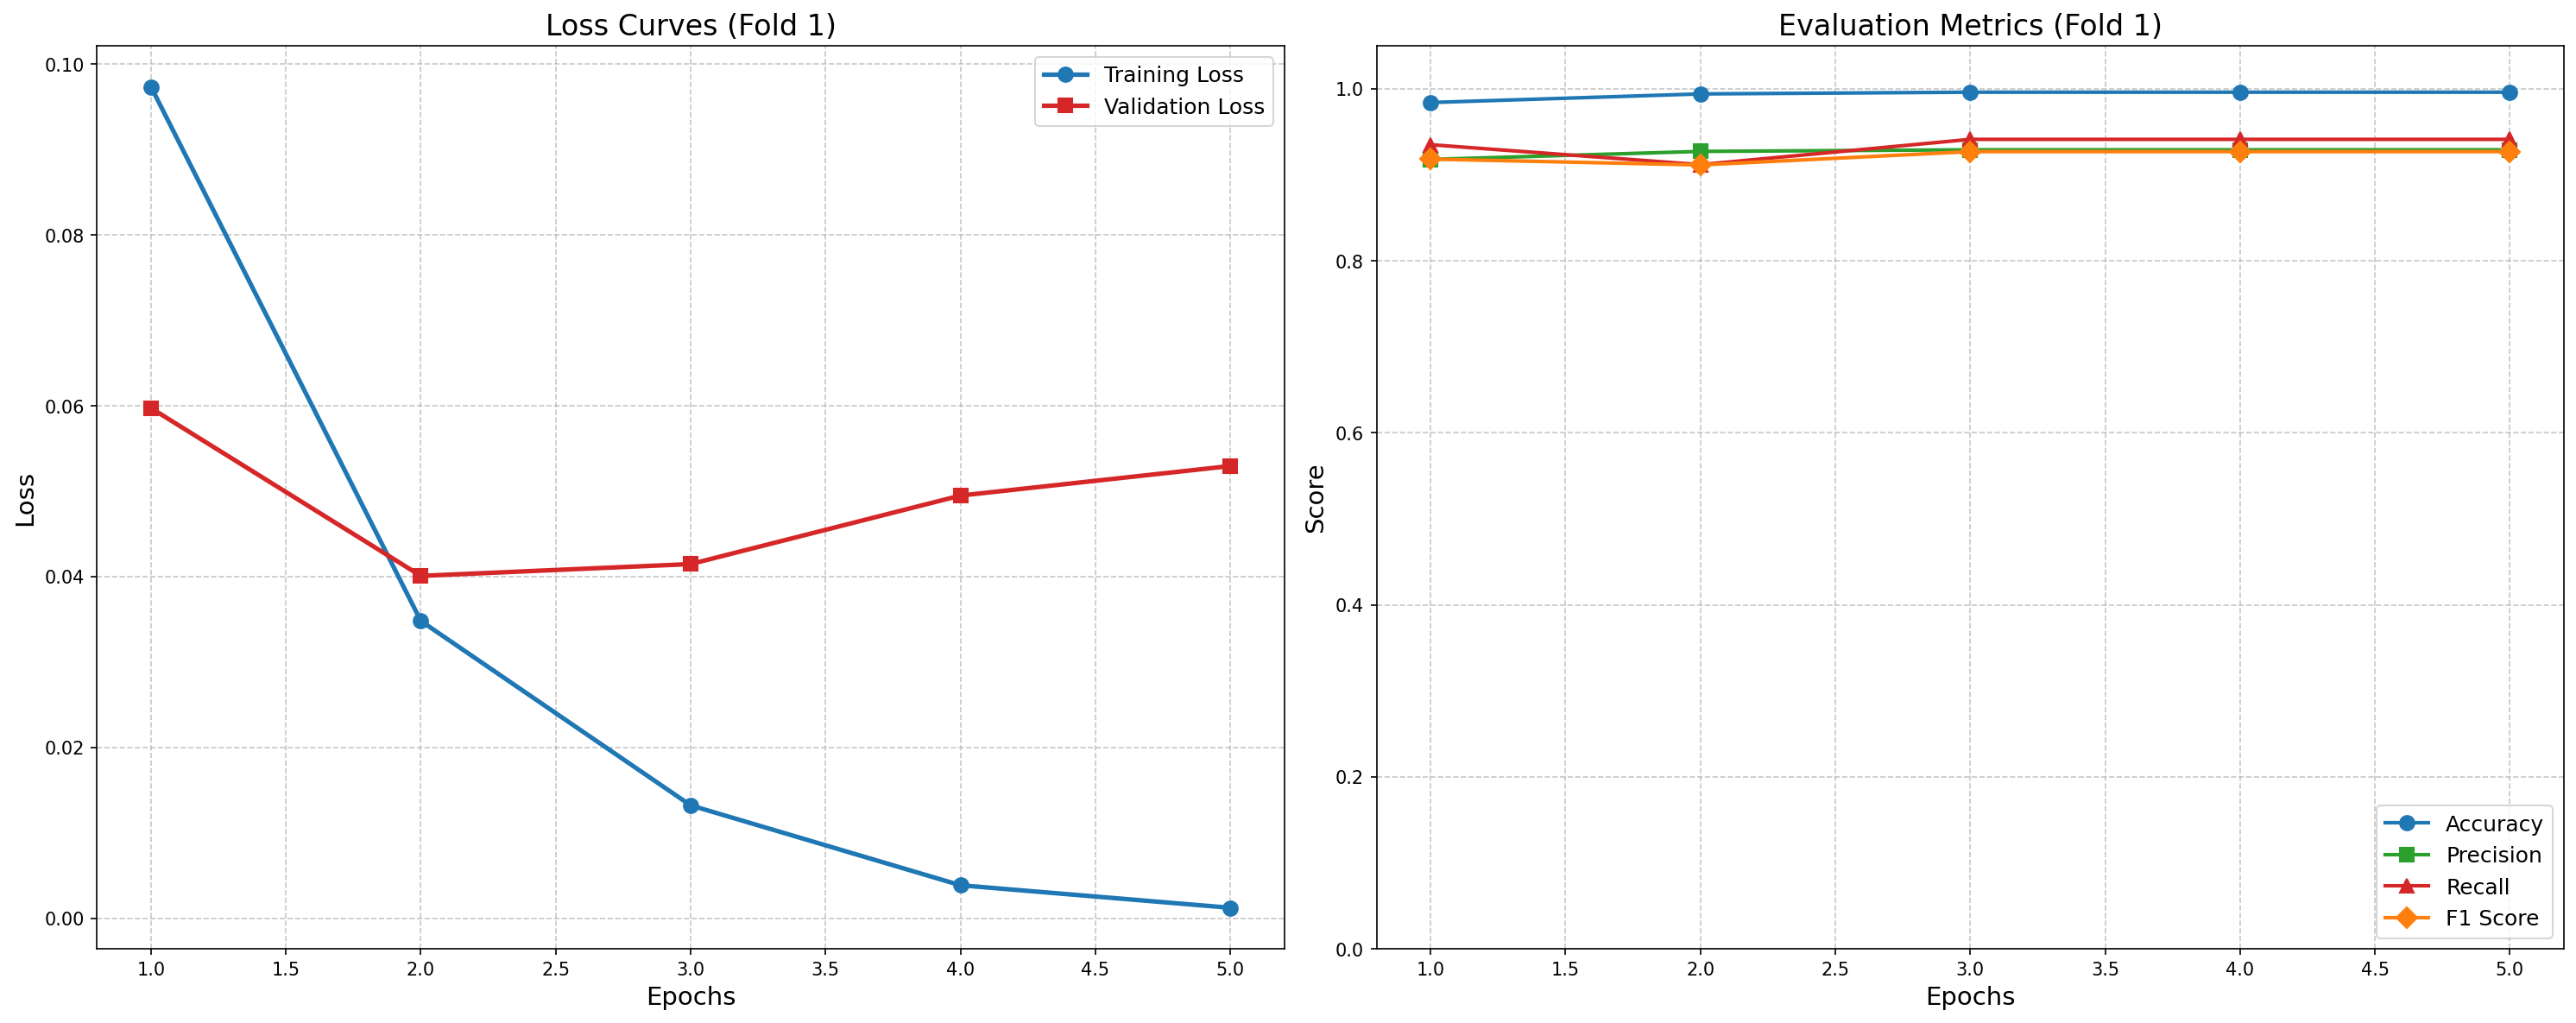 Loss Curves (Fold 1)
Training Loss
Validation Loss
0.10
0.08
0.06
0.04
0.02
0.00
Loss
1.0 1.5 2.0 2.5 3.0 3.5 4.0 4.5 5.0
Epochs
Evaluation Metrics (Fold 1)
1.0
0.8
0.6
0.4
0.2
0.0
Score
Accuracy
Precision
Recall
F1 Score
1.0 1.5 2.0 2.5 3.0 3.5 4.0 4.5 5.0
Epochs